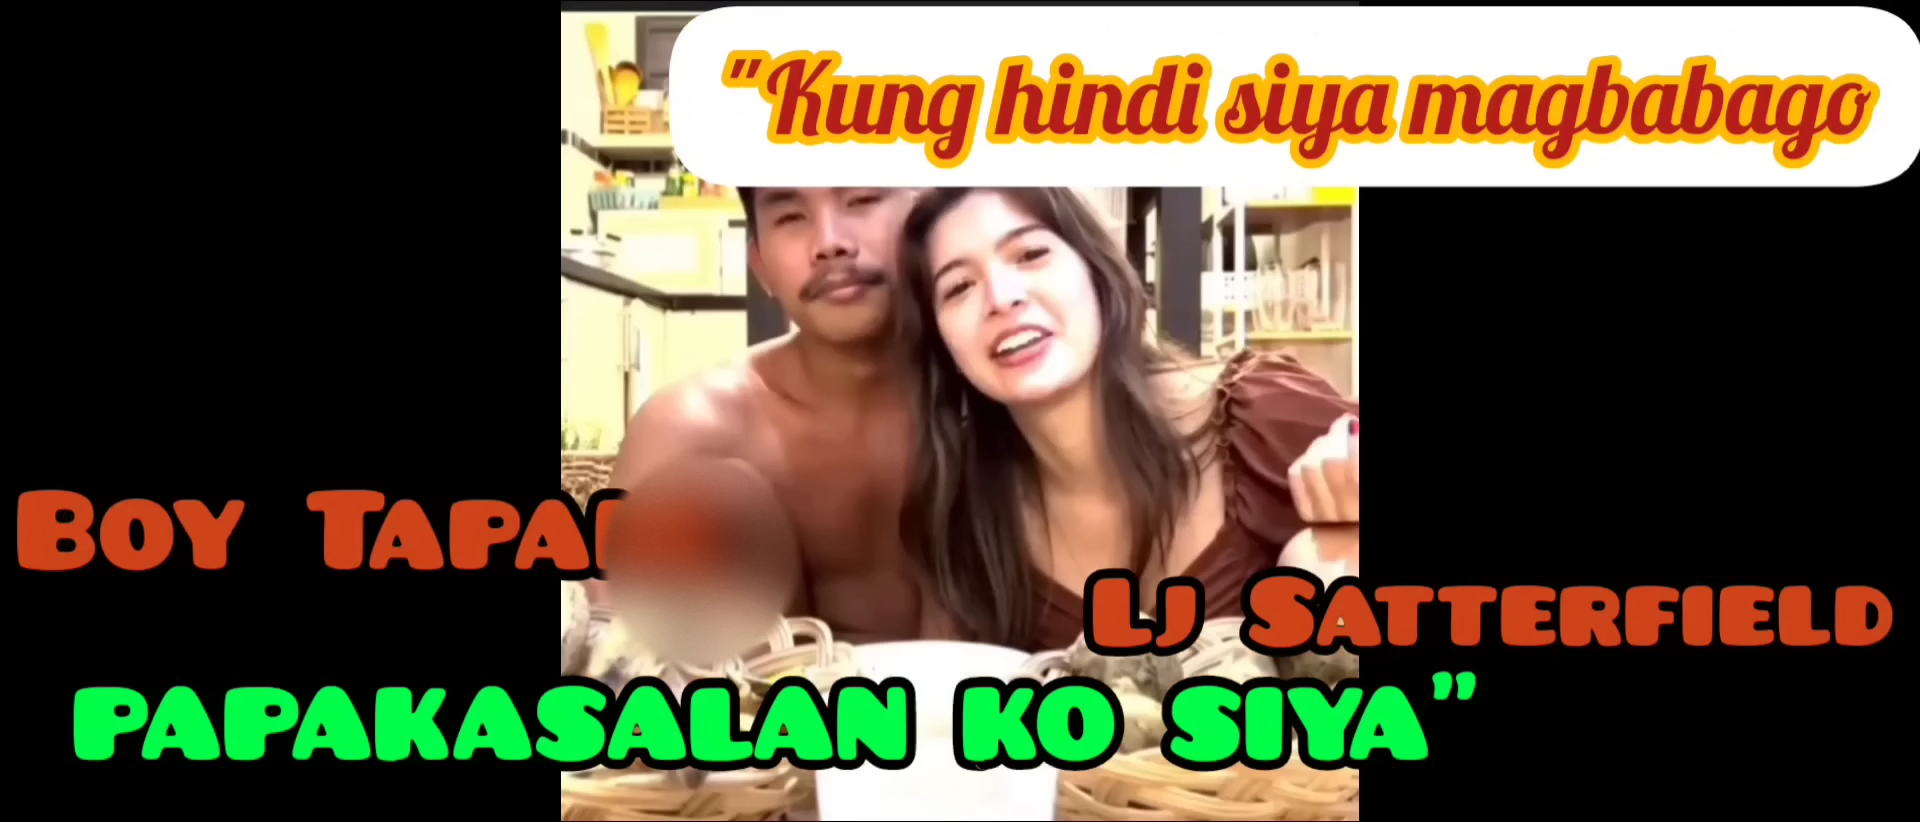 "Kung hindi siya magbabago
Boy
Lj Satterfield
PAPAKASALAN KO SIYA"